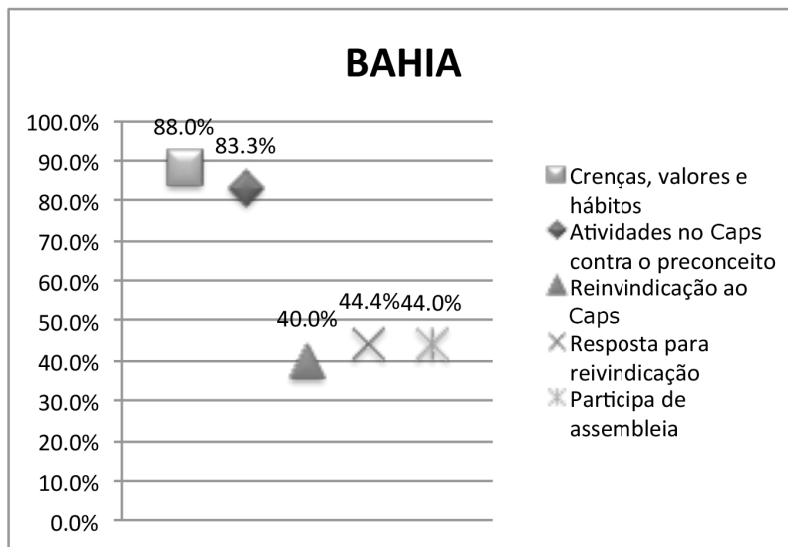 BAHIA
100.0%
90.0%
80.0%
70.0%
60.0%
50.0%
40.0%
30.0%
20.0%
10.0%
0.0%
88.0%
83.3%
40.0%
44.4%
44.0%
Crenças, valores e
hábitos
Atividades no Caps
contra o preconceito
Reinvindicação ao
Caps
Resposta para
reivindicação
Participa de
assembleia